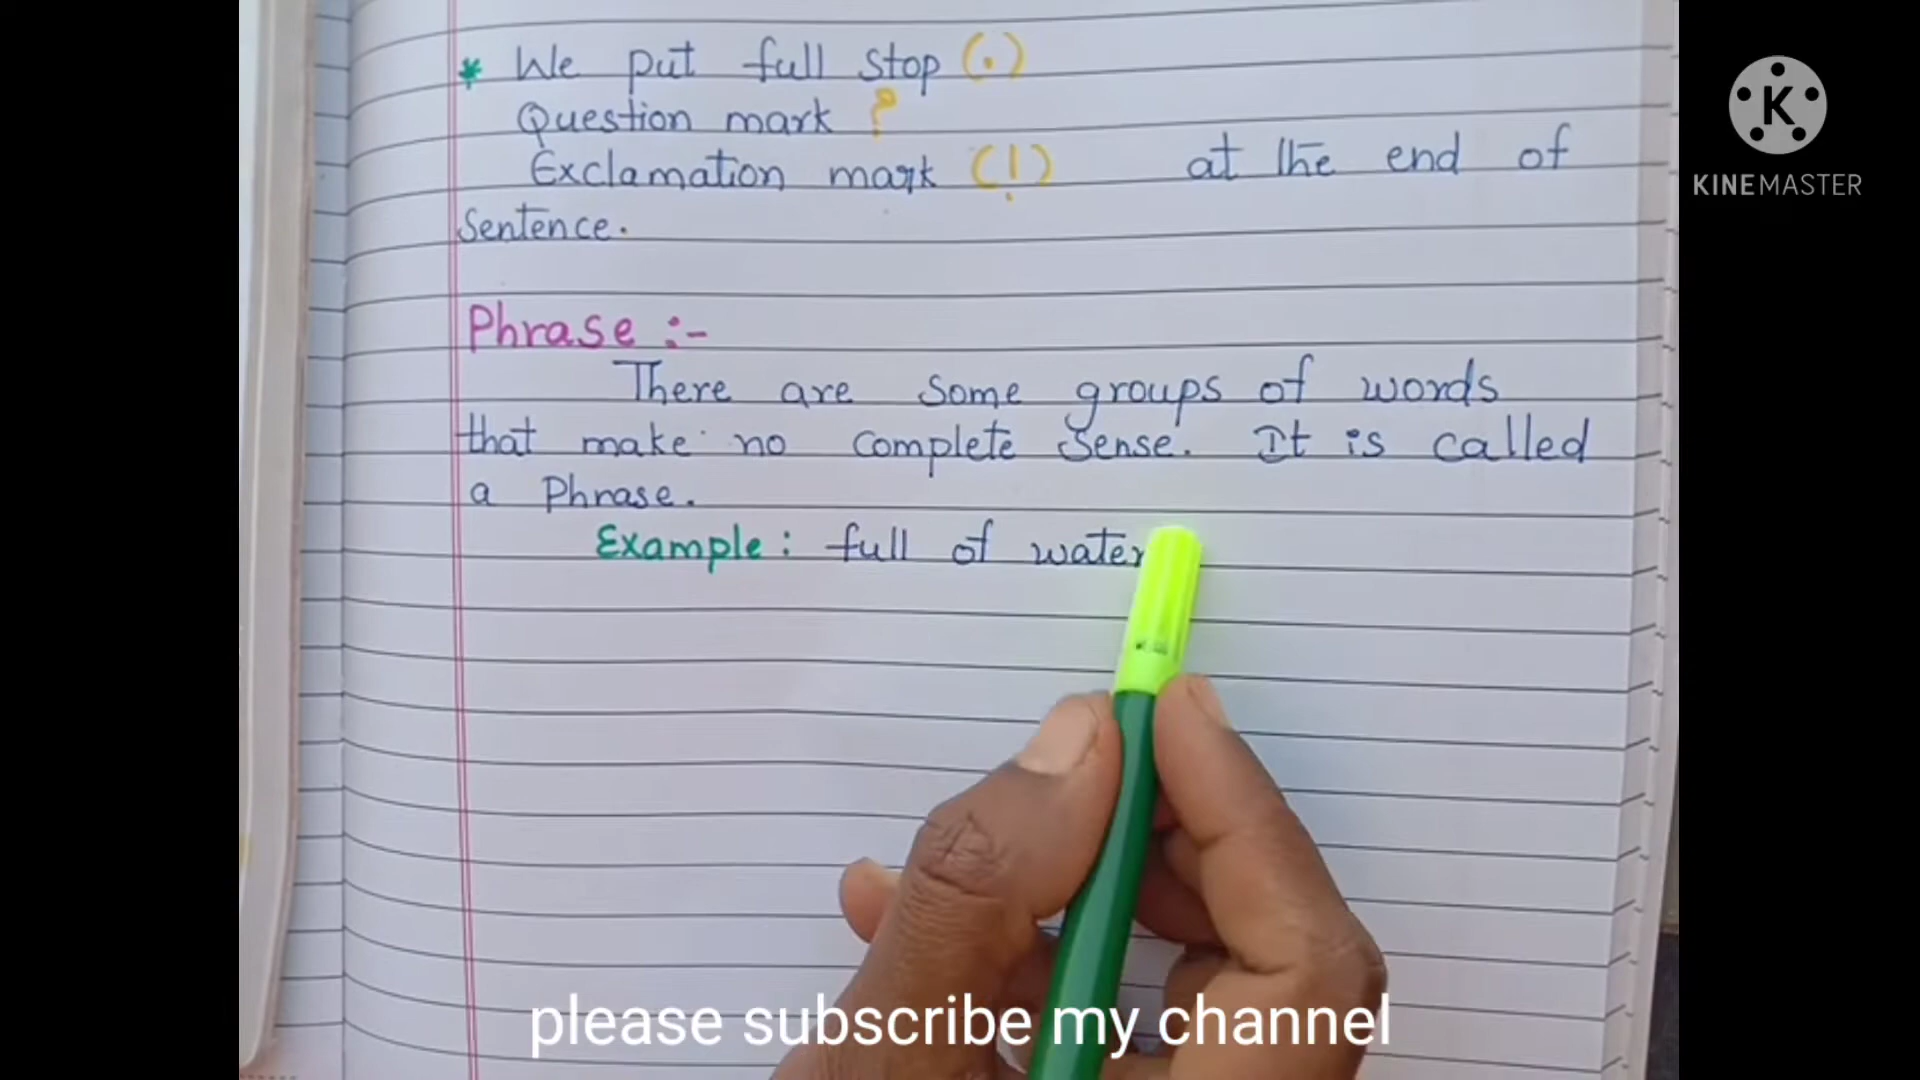 * We put full stop (.)
Question mark ?
Exclamation mark (!) at the end of
Sentence.
Phrase :-
There are some groups of words
that make no complete sense. It is called
a Phrase.
Example: full of water
please subscribe my channel
K
KINEMASTER